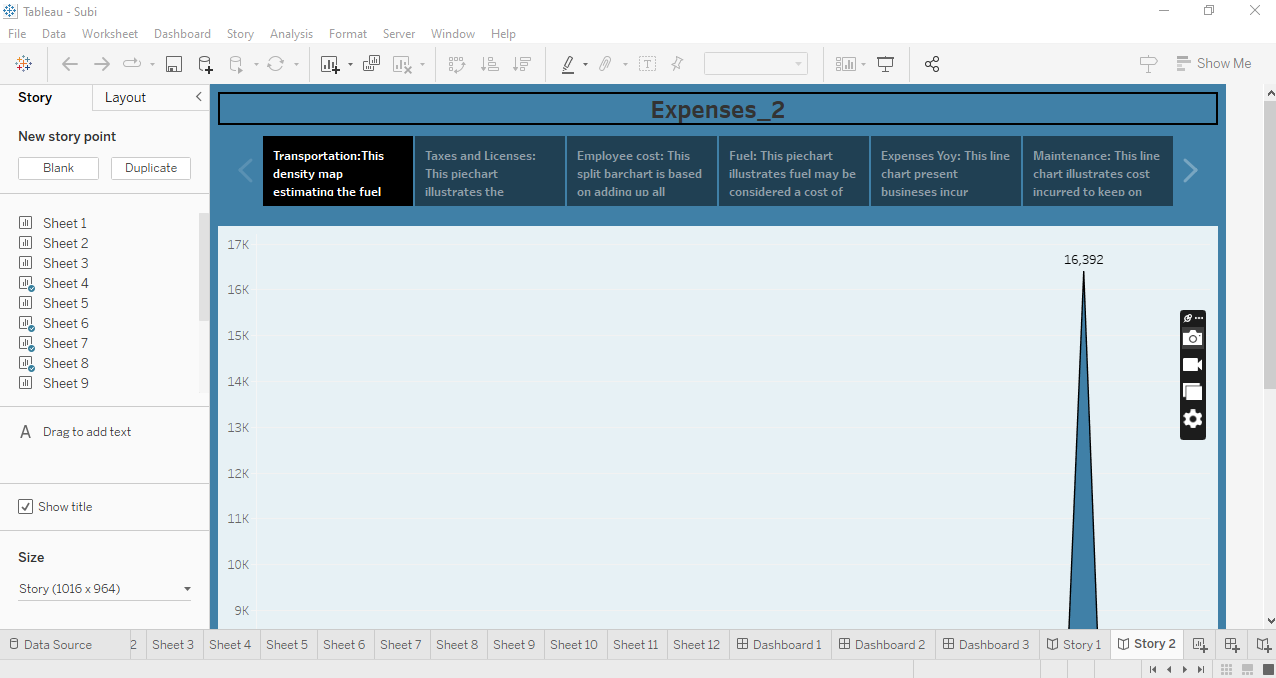 Tableau - Subi
File Data Worksheet Dashboard Story Analysis Format Server Window Help
Show Me
Story Layout
New story point
Blank Duplicate
Sheet 1
Sheet 2
Sheet 3
Sheet 4
Sheet 5
Sheet 6
Sheet 7
Sheet 8
Sheet 9
A Drag to add text
Show title
Size
Story (1016 x 964)
Expenses_2
Transportation:This
density map
estimating the fuel
Taxes and Licenses:
This piechart
illustrates the
Employee cost: This
split barchart is based
on adding up all
Fuel: This piechart
illustrates fuel may be
considered a cost of
Expenses Yoy: This line
chart present
busineses incur
Maintenance: This line
chart illustrates cost
incurred to keep on
17K
16,392
16K
15K
14K
13K
12K
11K
10K
9K
Data Source 2 Sheet 3 Sheet 4 Sheet 5 Sheet 6 Sheet 7 Sheet 8 Sheet 9 Sheet 10 Sheet 11 Sheet 12 Dashboard 1 Dashboard 2 Dashboard 3 Story 1 Story 2